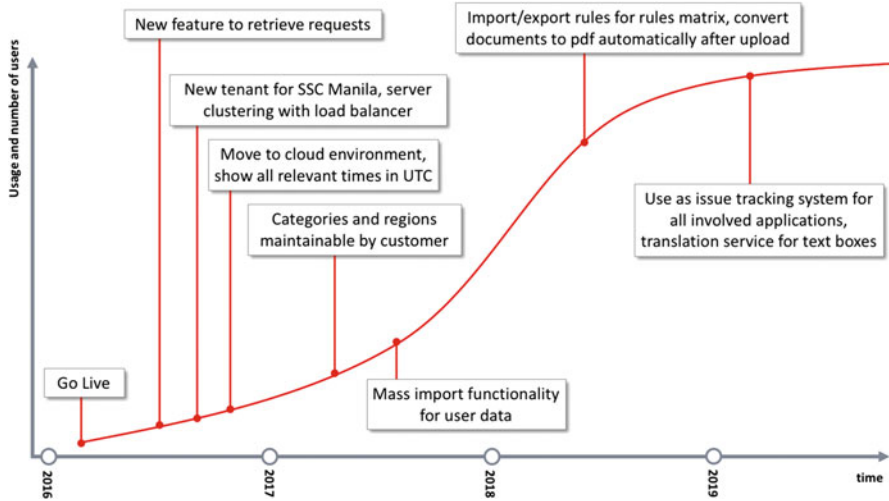 New feature to retrieve requests
Import/export rules for rules matrix, convert
documents to pdf automatically after upload
Usage and number of users
New tenant for SSC Manila, server
clustering with load balancer
Move to cloud environment,
show all relevant times in UTC
Categories and regions
maintainable by customer
Use as issue tracking system for
all involved applications,
translation service for text boxes
Go Live
Mass import functionality
for user data
2016
2017
2018
2019
time